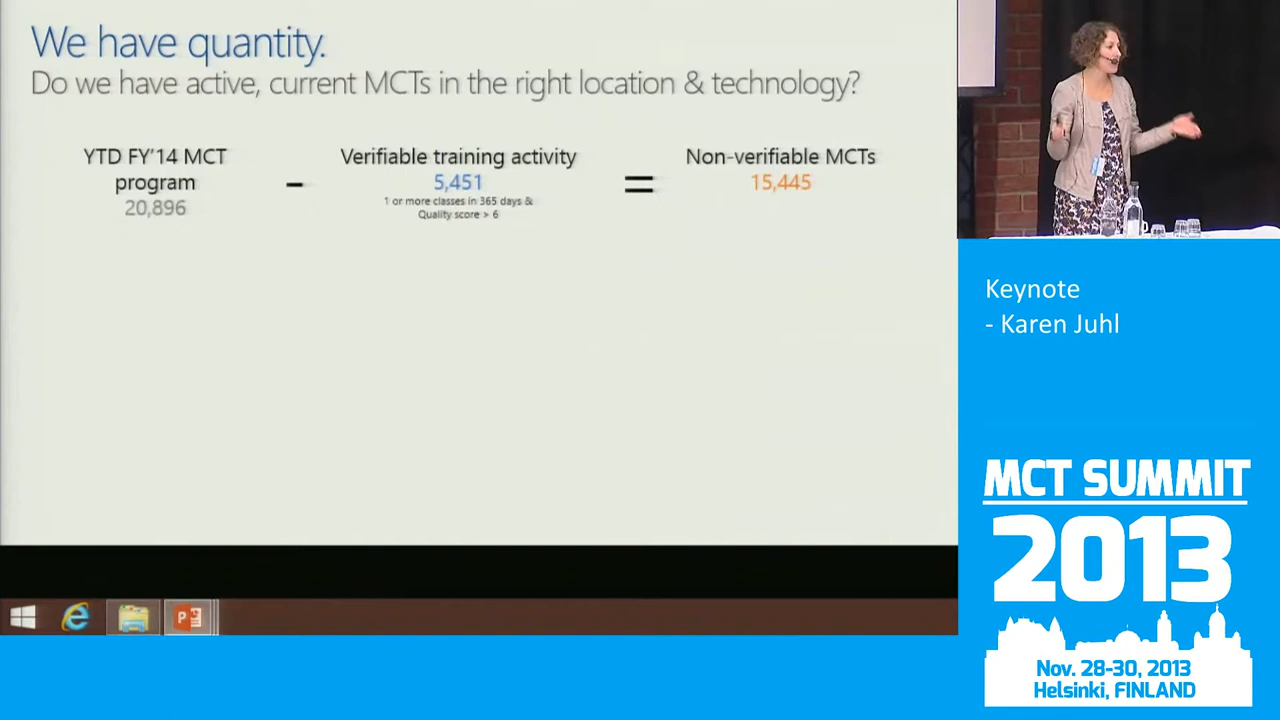 We have quantity.
Do we have active, current MCTs in the right location & technology?
YTD FY'14 MCT
program
20,896
-
Verifiable training activity
5,451
1 or more classes in 365 days &
Quality score > 6
=
Non-verifiable MCTs
15,445
Keynote
- Karen Juhl
MCT SUMMIT
2013
Nov. 28-30, 2013
Helsinki, FINLAND